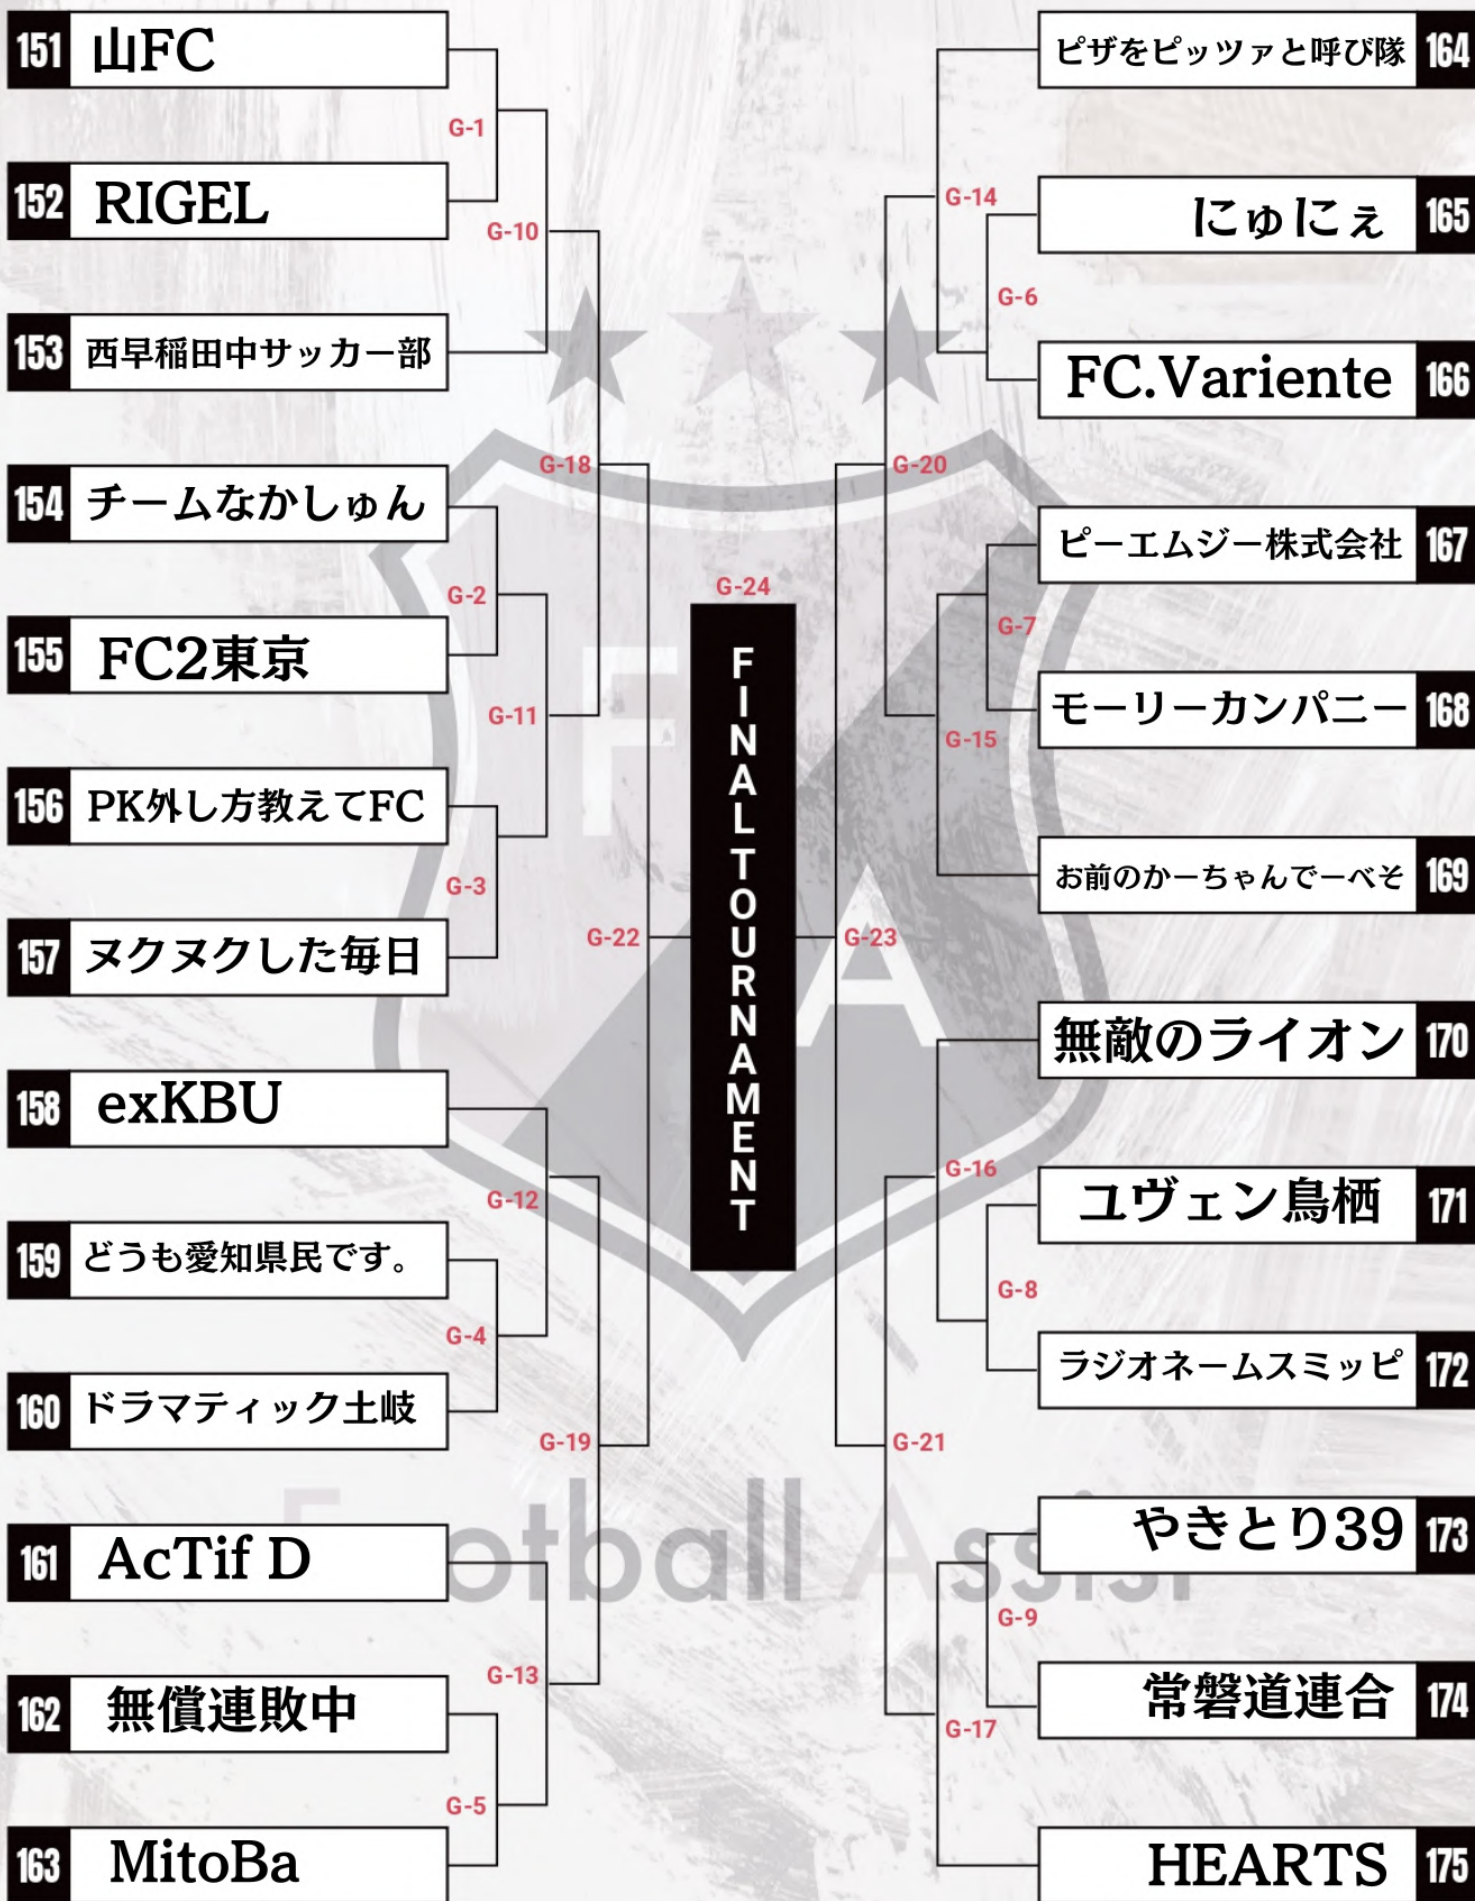 151 山FC
G-1
152 RIGEL
G-10
153 西早稲田中サッカー部
G-18
154 チームなかしゅん
G-2
155 FC2東京
G-11
156 PK外し方教えてFC
G-3
157 ヌクヌクした毎日
G-22
158 exKBU
G-12
159 どうも愛知県民です。
G-4
160 ドラマティック土岐
G-19
161 AcTif D
G-13
162 無償連敗中
G-5
163 MitoBa
G-24
FINAL TOURNAMENT
ピザをピッツァと呼び隊 164
G-14
にゅにぇ 165
G-6
FC.Variente 166
G-20
ピーエムジー株式会社 167
G-7
モーリーカンパニー 168
G-15
お前のかーちゃんでーべそ 169
G-23
無敵のライオン 170
G-16
ユヴェン鳥栖 171
G-8
ラジオネームスミッピ 172
G-21
やきとり39 173
G-9
常磐道連合 174
G-17
HEARTS 175
F A
Football Assist